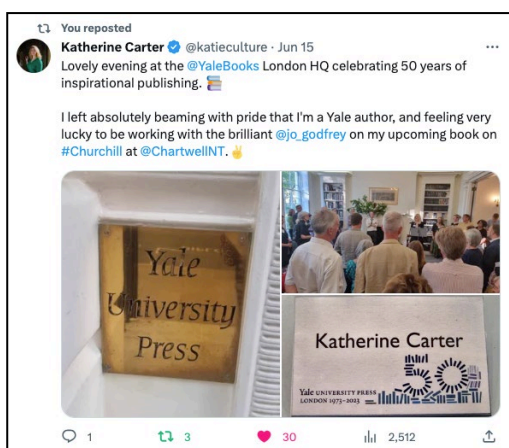 You reposted
Katherine Carter @katieculture · Jun 15
Lovely evening at the @YaleBooks London HQ celebrating 50 years of
inspirational publishing.
I left absolutely beaming with pride that I'm a Yale author, and feeling very
lucky to be working with the brilliant @jo_godfrey on my upcoming book on
#Churchill at @ChartwellNT.
Yale
University
Press
Katherine Carter
50
Yale UNIVERSITY PRESS
LONDON 1973–2023
1
3
30
2,512